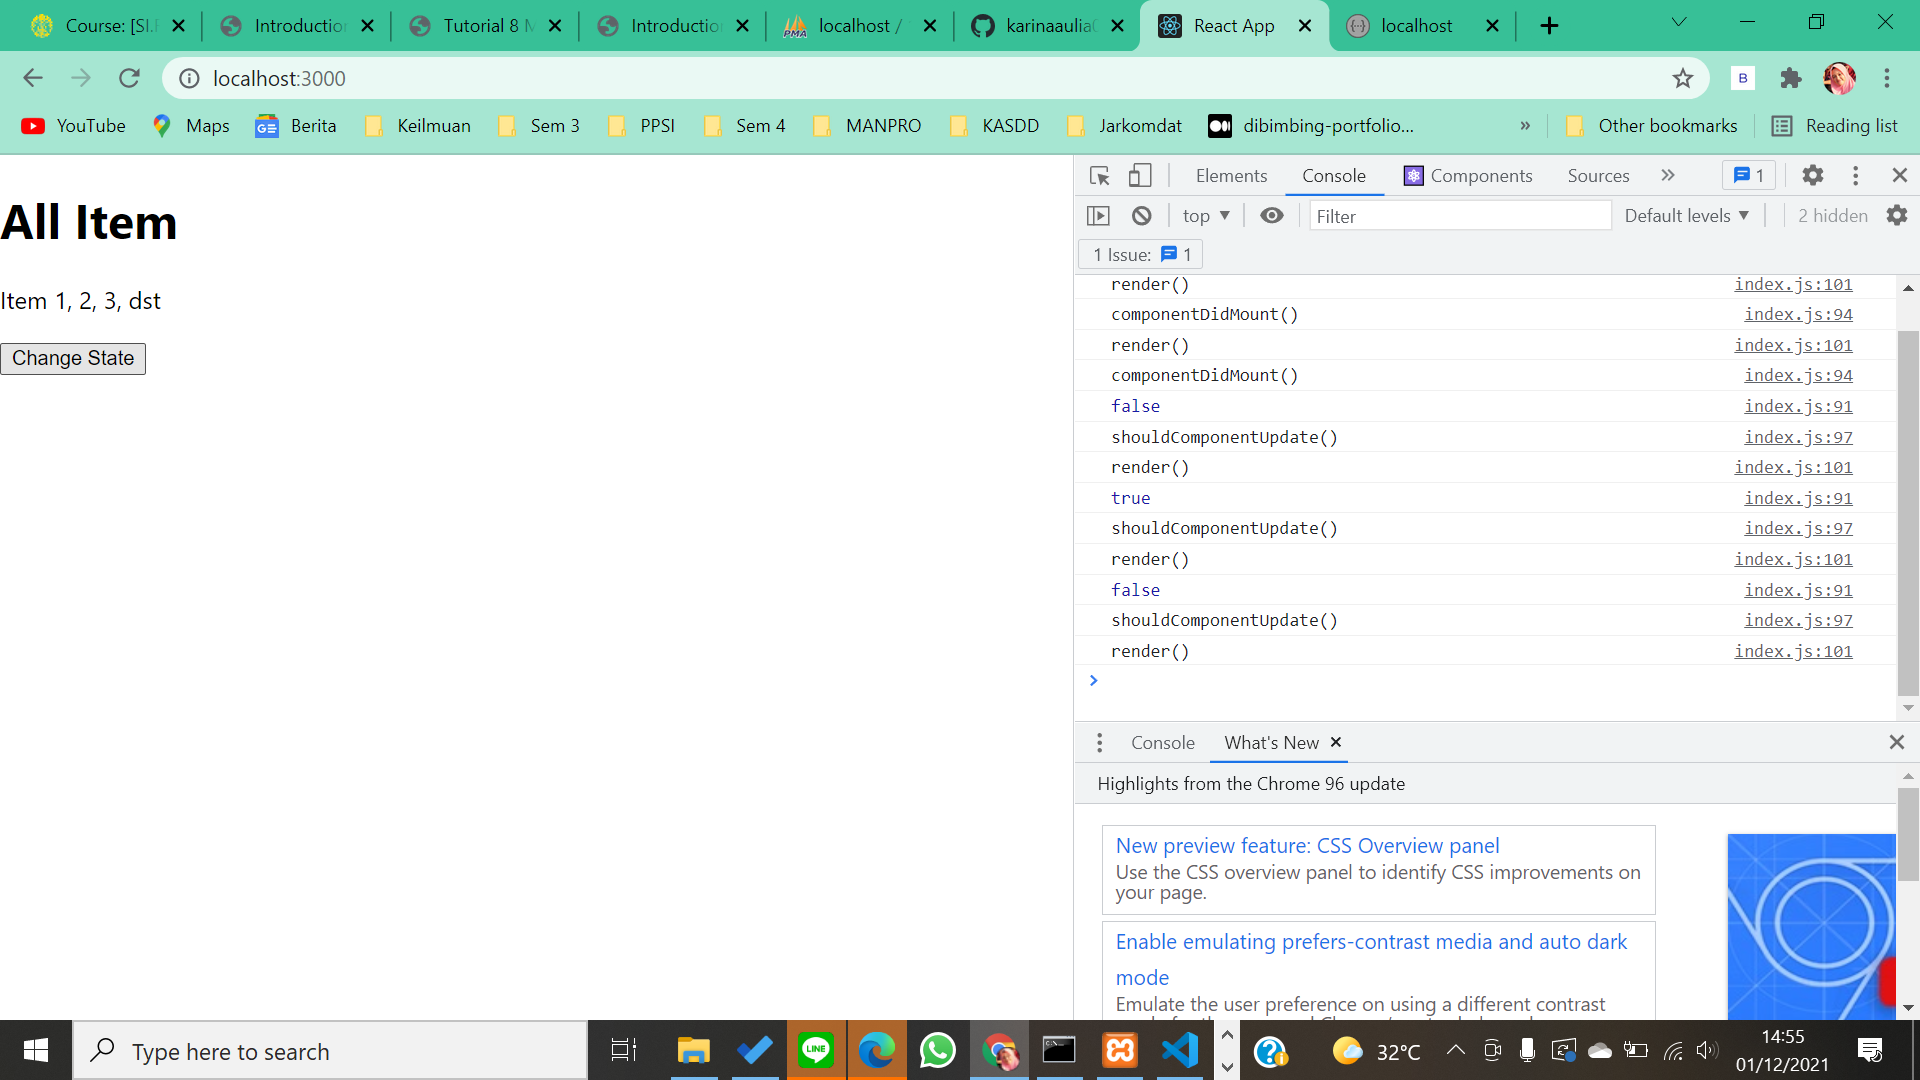 Course: [SI.
Introduction
Tutorial 8 M
Introduction
localhost /
karinaaulia
React App
localhost
localhost:3000
B
YouTube
Maps
Berita
Keilmuan
Sem 3
PPSI
Sem 4
MANPRO
KASDD
Jarkomdat
dibimbing-portfolio...
»
Other bookmarks
Reading list
All Item
Item 1, 2, 3, dst
Change State
Elements
Console
Components
Sources
»
1
top
Filter
Default levels
2 hidden
1 Issue: 1
render() index.js:101
componentDidMount() index.js:94
render() index.js:101
componentDidMount() index.js:94
false index.js:91
shouldComponentUpdate() index.js:97
render() index.js:101
true index.js:91
shouldComponentUpdate() index.js:97
render() index.js:101
false index.js:91
shouldComponentUpdate() index.js:97
render() index.js:101
Console
What's New
Highlights from the Chrome 96 update
New preview feature: CSS Overview panel
Use the CSS overview panel to identify CSS improvements on
your page.
Enable emulating prefers-contrast media and auto dark
mode
Emulate the user preference on using a different contrast
Type here to search
LINE
32°C
14:55
01/12/2021